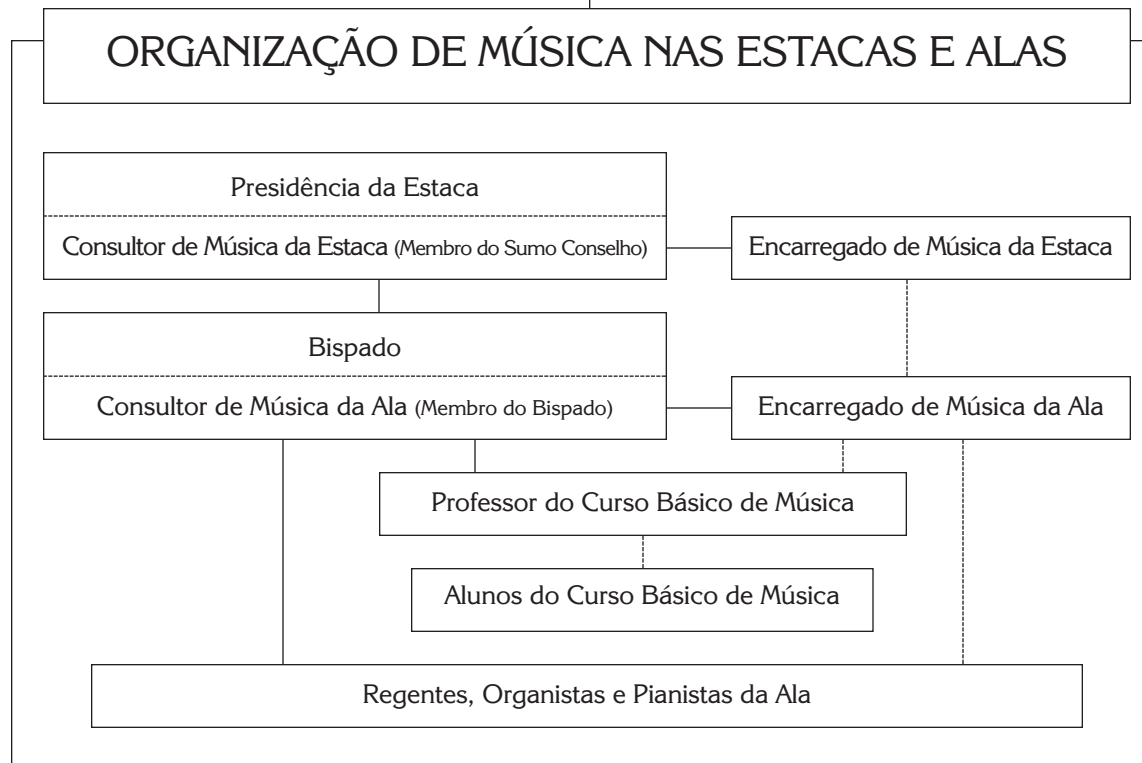 ORGANIZAÇÃO DE MÚSICA NAS ESTACAS E ALAS
Presidência da Estaca
Consultor de Música da Estaca (Membro do Sumo Conselho)
Encarregado de Música da Estaca
Bispado
Consultor de Música da Ala (Membro do Bispado)
Encarregado de Música da Ala
Professor do Curso Básico de Música
Alunos do Curso Básico de Música
Regentes, Organistas e Pianistas da Ala